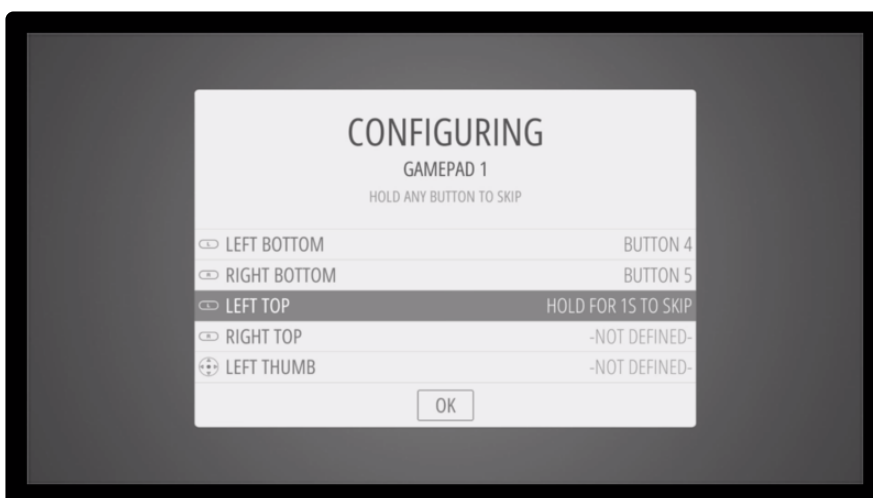 CONFIGURING
GAMEPAD 1
HOLD ANY BUTTON TO SKIP
LEFT BOTTOM BUTTON 4
RIGHT BOTTOM BUTTON 5
LEFT TOP HOLD FOR 1S TO SKIP
RIGHT TOP -NOT DEFINED-
LEFT THUMB -NOT DEFINED-
OK